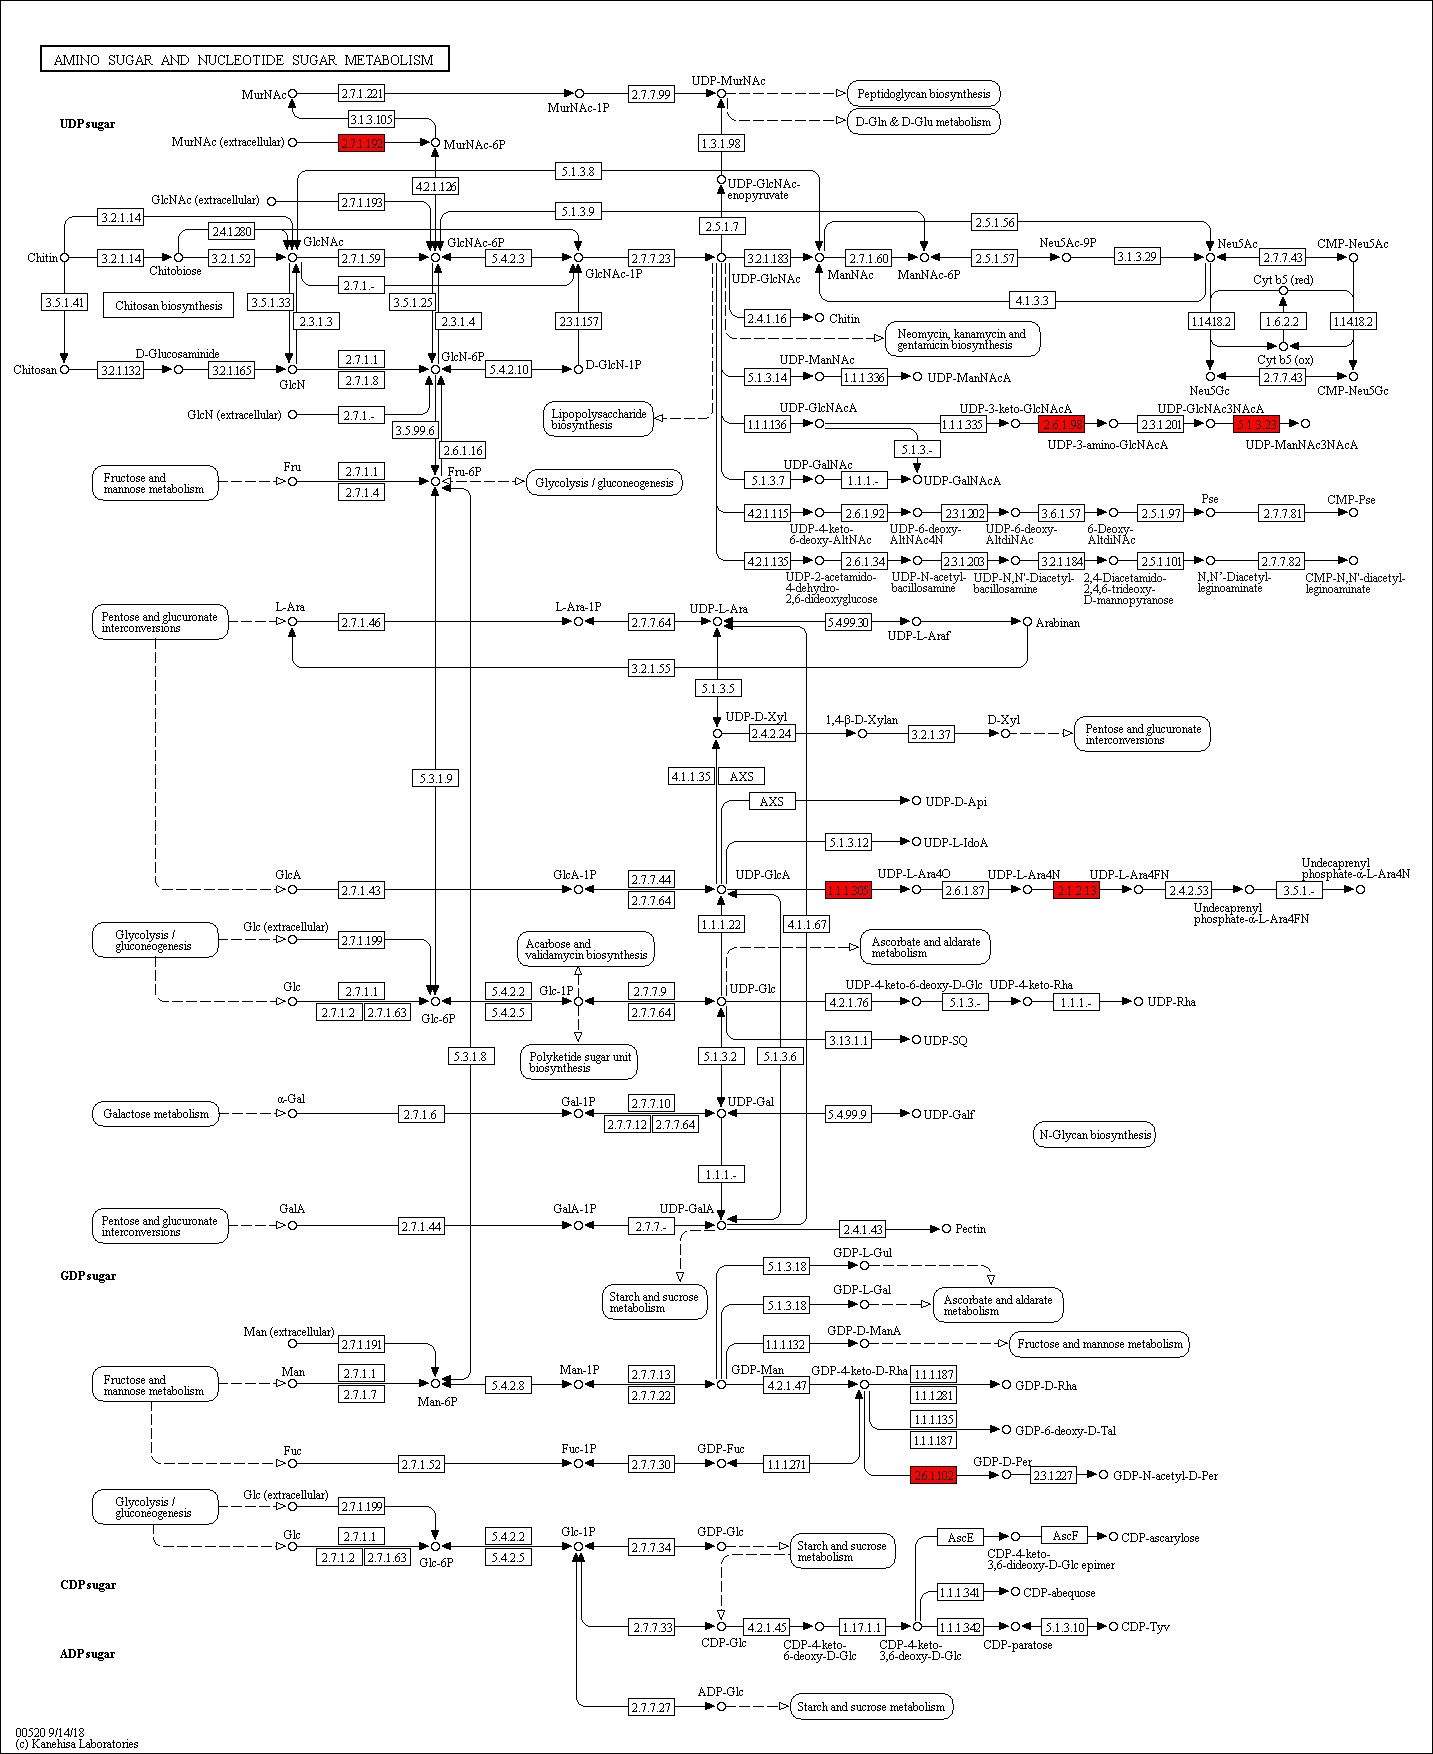 AMINO SUGAR AND NUCLEOTIDE SUGAR METABOLISM
UDP-MurNAc
MurNAc
2.7.1.221
MurNAc-1P
2.7.7.99
Peptidoglycan biosynthesis
3.1.3.105
D-Gln & D-Glu metabolism
UDPsugar
MurNAc (extracellular)
2.7.1.192
MurNAc-6P
1.3.1.98
5.1.3.8
4.2.1.126
UDP-GlcNAc-
enopyruvate
GlcNAc (extracellular)
2.7.1.193
5.1.3.9
3.2.1.14
2.4.1.280
2.5.1.7
2.5.1.56
GlcNAc
GlcNAc-6P
Neu5Ac-9P
Neu5Ac
CMP-Neu5Ac
Chitin
3.2.1.14
Chitobiose
3.2.1.52
2.7.1.59
5.4.2.3
GlcNAc-1P
2.7.7.23
UDP-GlcNAc
3.2.1.183
ManNAc
2.7.1.60
ManNAc-6P
2.5.1.57
3.1.3.29
2.7.7.43
2.7.1.-
Cyt b5 (red)
3.5.1.41
Chitosan biosynthesis
3.5.1.33
3.5.1.25
4.1.3.3
2.3.1.3
2.3.1.4
2.3.1.157
2.4.1.16
Chitin
1.14.18.2
1.6.2.2
1.14.18.2
Neomycin, kanamycin and
gentamicin biosynthesis
D-Glucosaminide
2.7.1.1
GlcN-6P
UDP-ManNAc
Cyt b5 (ox)
Chitosan
3.2.1.132
3.2.1.165
GlcN
2.7.1.8
5.4.2.10
D-GlcN-1P
5.1.3.14
1.1.1.336
UDP-ManNAcA
Neu5Gc
2.7.7.43
CMP-Neu5Gc
GlcN (extracellular)
2.7.1.-
Lipopolysaccharide
biosynthesis
UDP-GlcNAcA
UDP-3-keto-GlcNAcA
UDP-GlcNAc3NAcA
3.5.99.6
1.1.1.136
1.1.1.335
2.6.1.98
2.3.1.201
5.1.3.23
2.6.1.16
5.1.3.-
UDP-3-amino-GlcNAcA
UDP-ManNAc3NAcA
Fructose and
mannose metabolism
Fru
2.7.1.1
2.7.1.4
Fru-6P
Glycolysis / gluconeogenesis
UDP-GalNAc
5.1.3.7
1.1.1.-
UDP-GalNAcA
Pse
CMP-Pse
4.2.1.115
2.6.1.92
2.3.1.202
3.6.1.57
2.5.1.97
2.7.7.81
UDP-4-keto-
6-deoxy-AltNAc
UDP-6-deoxy-
AltNAc4N
UDP-6-deoxy-
AltdiNAc
6-Deoxy-
AltdiNAc
4.2.1.135
2.6.1.34
2.3.1.203
3.2.1.184
2.5.1.101
2.7.7.82
UDP-2-acetamido-
4-dehydro-
2,6-dideoxyglucose
UDP-N-acetyl-
bacillosamine
UDP-N,N'-Diacetyl-
bacillosamine
2,4-Diacetamido-
2,4,6-trideoxy-
D-mannopyranose
N,N'-Diacetyl-
leginoaminate
CMP-N,N'-diacetyl-
leginoaminate
Pentose and glucuronate
interconversions
L-Ara
2.7.1.46
L-Ara-1P
2.7.7.64
UDP-L-Ara
5.4.99.30
UDP-L-Araf
Arabinan
3.2.1.55
5.1.3.5
UDP-D-Xyl
2.4.2.24
1,4-β-D-Xylan
3.2.1.37
D-Xyl
Pentose and glucuronate
interconversions
5.3.1.9
4.1.1.35
AXS
AXS
UDP-D-Api
5.1.3.12
UDP-L-IdoA
GlcA
2.7.1.43
GlcA-1P
2.7.7.44
2.7.7.64
UDP-GlcA
1.1.1.305
UDP-L-Ara4O
2.6.1.87
UDP-L-Ara4N
2.1.2.13
UDP-L-Ara4FN
2.4.2.53
Undecaprenyl
phosphate-α-L-Ara4FN
3.5.1.-
Undecaprenyl
phosphate-α-L-Ara4N
1.1.1.22
4.1.1.67
Glycolysis /
gluconeogenesis
Glc (extracellular)
2.7.1.199
Acarbose and
validamycin biosynthesis
Ascorbate and aldarate
metabolism
Glc
2.7.1.1
2.7.1.2
2.7.1.63
Glc-6P
5.4.2.2
5.4.2.5
Glc-1P
2.7.7.9
2.7.7.64
UDP-Glc
4.2.1.76
UDP-4-keto-6-deoxy-D-Glc
5.1.3.-
UDP-4-keto-Rha
1.1.1.-
UDP-Rha
3.13.1.1
UDP-SQ
5.3.1.8
Polyketide sugar unit
biosynthesis
5.1.3.2
5.1.3.6
Galactose metabolism
α-Gal
2.7.1.6
Gal-1P
2.7.7.10
2.7.7.12
2.7.7.64
UDP-Gal
5.4.99.9
UDP-Galf
N-Glycan biosynthesis
1.1.1.-
Pentose and glucuronate
interconversions
GalA
2.7.1.44
GalA-1P
2.7.7.-
UDP-GalA
2.4.1.43
Pectin
GDPsugar
Starch and sucrose
metabolism
5.1.3.18
GDP-L-Gul
5.1.3.18
GDP-L-Gal
Ascorbate and aldarate
metabolism
Man (extracellular)
2.7.1.191
1.1.1.132
GDP-D-ManA
Fructose and mannose metabolism
Fructose and
mannose metabolism
Man
2.7.1.1
2.7.1.7
Man-6P
5.4.2.8
Man-1P
2.7.7.13
2.7.7.22
GDP-Man
4.2.1.47
GDP-4-keto-D-Rha
1.1.1.187
1.1.1.281
GDP-D-Rha
1.1.1.135
1.1.1.187
GDP-6-deoxy-D-Tal
Fuc
2.7.1.52
Fuc-1P
2.7.7.30
GDP-Fuc
1.1.1.271
2.6.1.102
GDP-D-Per
2.3.1.227
GDP-N-acetyl-D-Per
Glycolysis /
gluconeogenesis
Glc (extracellular)
2.7.1.199
Glc
2.7.1.1
2.7.1.2
2.7.1.63
Glc-6P
5.4.2.2
5.4.2.5
Glc-1P
2.7.7.34
GDP-Glc
Starch and sucrose
metabolism
AscE
CDP-4-keto-
3,6-dideoxy-D-Glc epimer
AscF
CDP-ascarylose
CDPsugar
1.1.1.341
CDP-abequose
2.7.7.33
CDP-Glc
4.2.1.45
CDP-4-keto-
6-deoxy-D-Glc
1.17.1.1
CDP-4-keto-
3,6-deoxy-D-Glc
1.1.1.342
CDP-paratose
5.1.3.10
CDP-Tyv
ADPsugar
2.7.7.27
ADP-Glc
Starch and sucrose metabolism
00520 9/14/18
(c) Kanehisa Laboratories